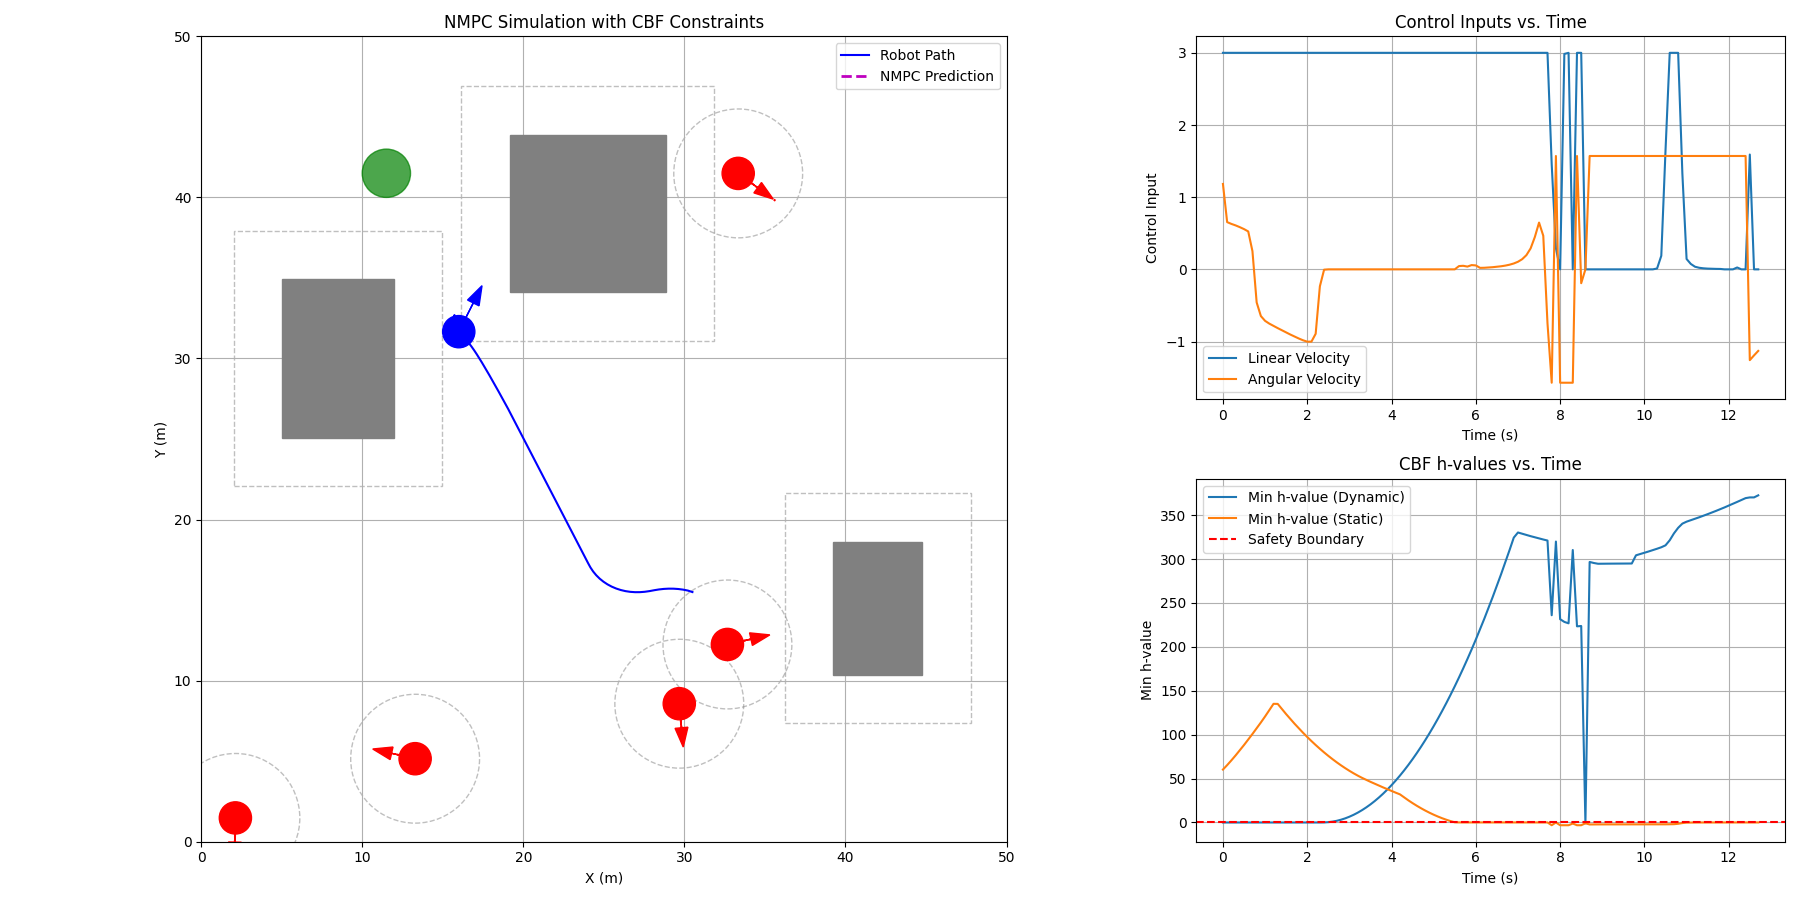 NMPC Simulation with CBF Constraints
50
40
30
20
10
0
Y (m)
0 10 20 30 40 50
X (m)
Robot Path
NMPC Prediction
Control Inputs vs. Time
3
2
1
0
−1
Control Input
Linear Velocity
Angular Velocity
0 2 4 6 8 10 12
Time (s)
CBF h-values vs. Time
Min h-value (Dynamic)
Min h-value (Static)
Safety Boundary
350
300
250
200
150
100
50
0
Min h-value
0 2 4 6 8 10 12
Time (s)